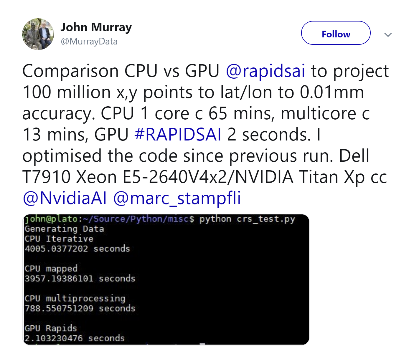 John Murray
@MurrayData
Follow
Comparison CPU vs GPU @rapidsai to project
100 million x,y points to lat/lon to 0.01mm
accuracy. CPU 1 core c 65 mins, multicore c
13 mins, GPU #RAPIDSAI 2 seconds. I
optimised the code since previous run. Dell
T7910 Xeon E5-2640V4x2/NVIDIA Titan Xp cc
@NvidiaAI @marc_stampfli
john@plato:~/Source/Python/misc$ python crs_test.py
Generating Data
CPU Iterative
4005.0377202 seconds
CPU mapped
3957.19386101 seconds
CPU multiprocessing
788.550751209 seconds
GPU Rapids
2.103230476 seconds